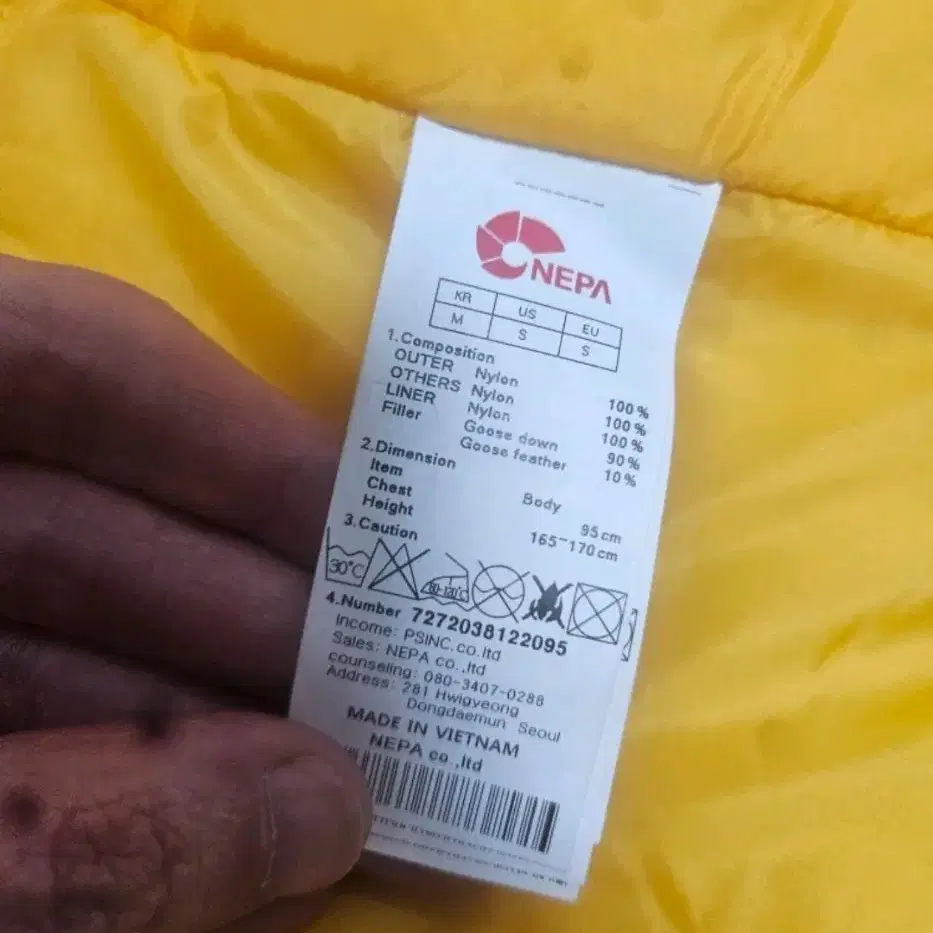 NEPA
KR US EU
M S S
1.Composition
OUTER Nylon 100%
OTHERS Nylon 100%
LINER Nylon 100%
Filler Goose down 90%
Goose feather 10%
2.Dimension
Item Body
Chest 95cm
Height 165~170cm
3.Caution
30°C 80-120°C
4.Number 7272038122095
Income: PSINC.co.ltd
Sales: NEPA co.,ltd
counseling: 080-3407-0288
Address: 281 Hwigyeong
Dongdaemun Seoul
MADE IN VIETNAM
NEPA co.,ltd